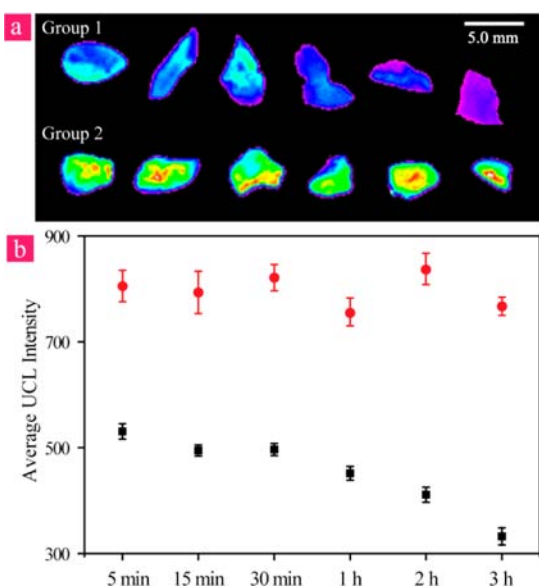 a
Group 1
5.0 mm
Group 2
b
900
700
500
300
Average UCL Intensity
5 min 15 min 30 min 1 h 2 h 3 h